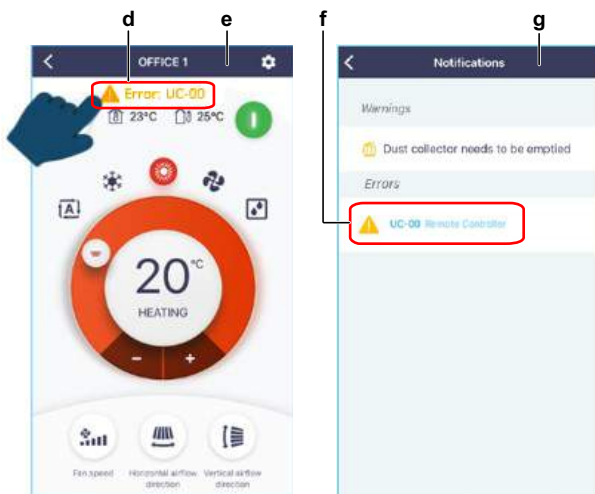 d
e
f
g
OFFICE 1
Error: UC-00
23°C
25°C
A
20°C
HEATING
-
+
Fan speed
Horizontal airflow direction
Vertical airflow direction
Notifications
Warnings
Dust collector needs to be emptied
Errors
UC-00 Remote Controller